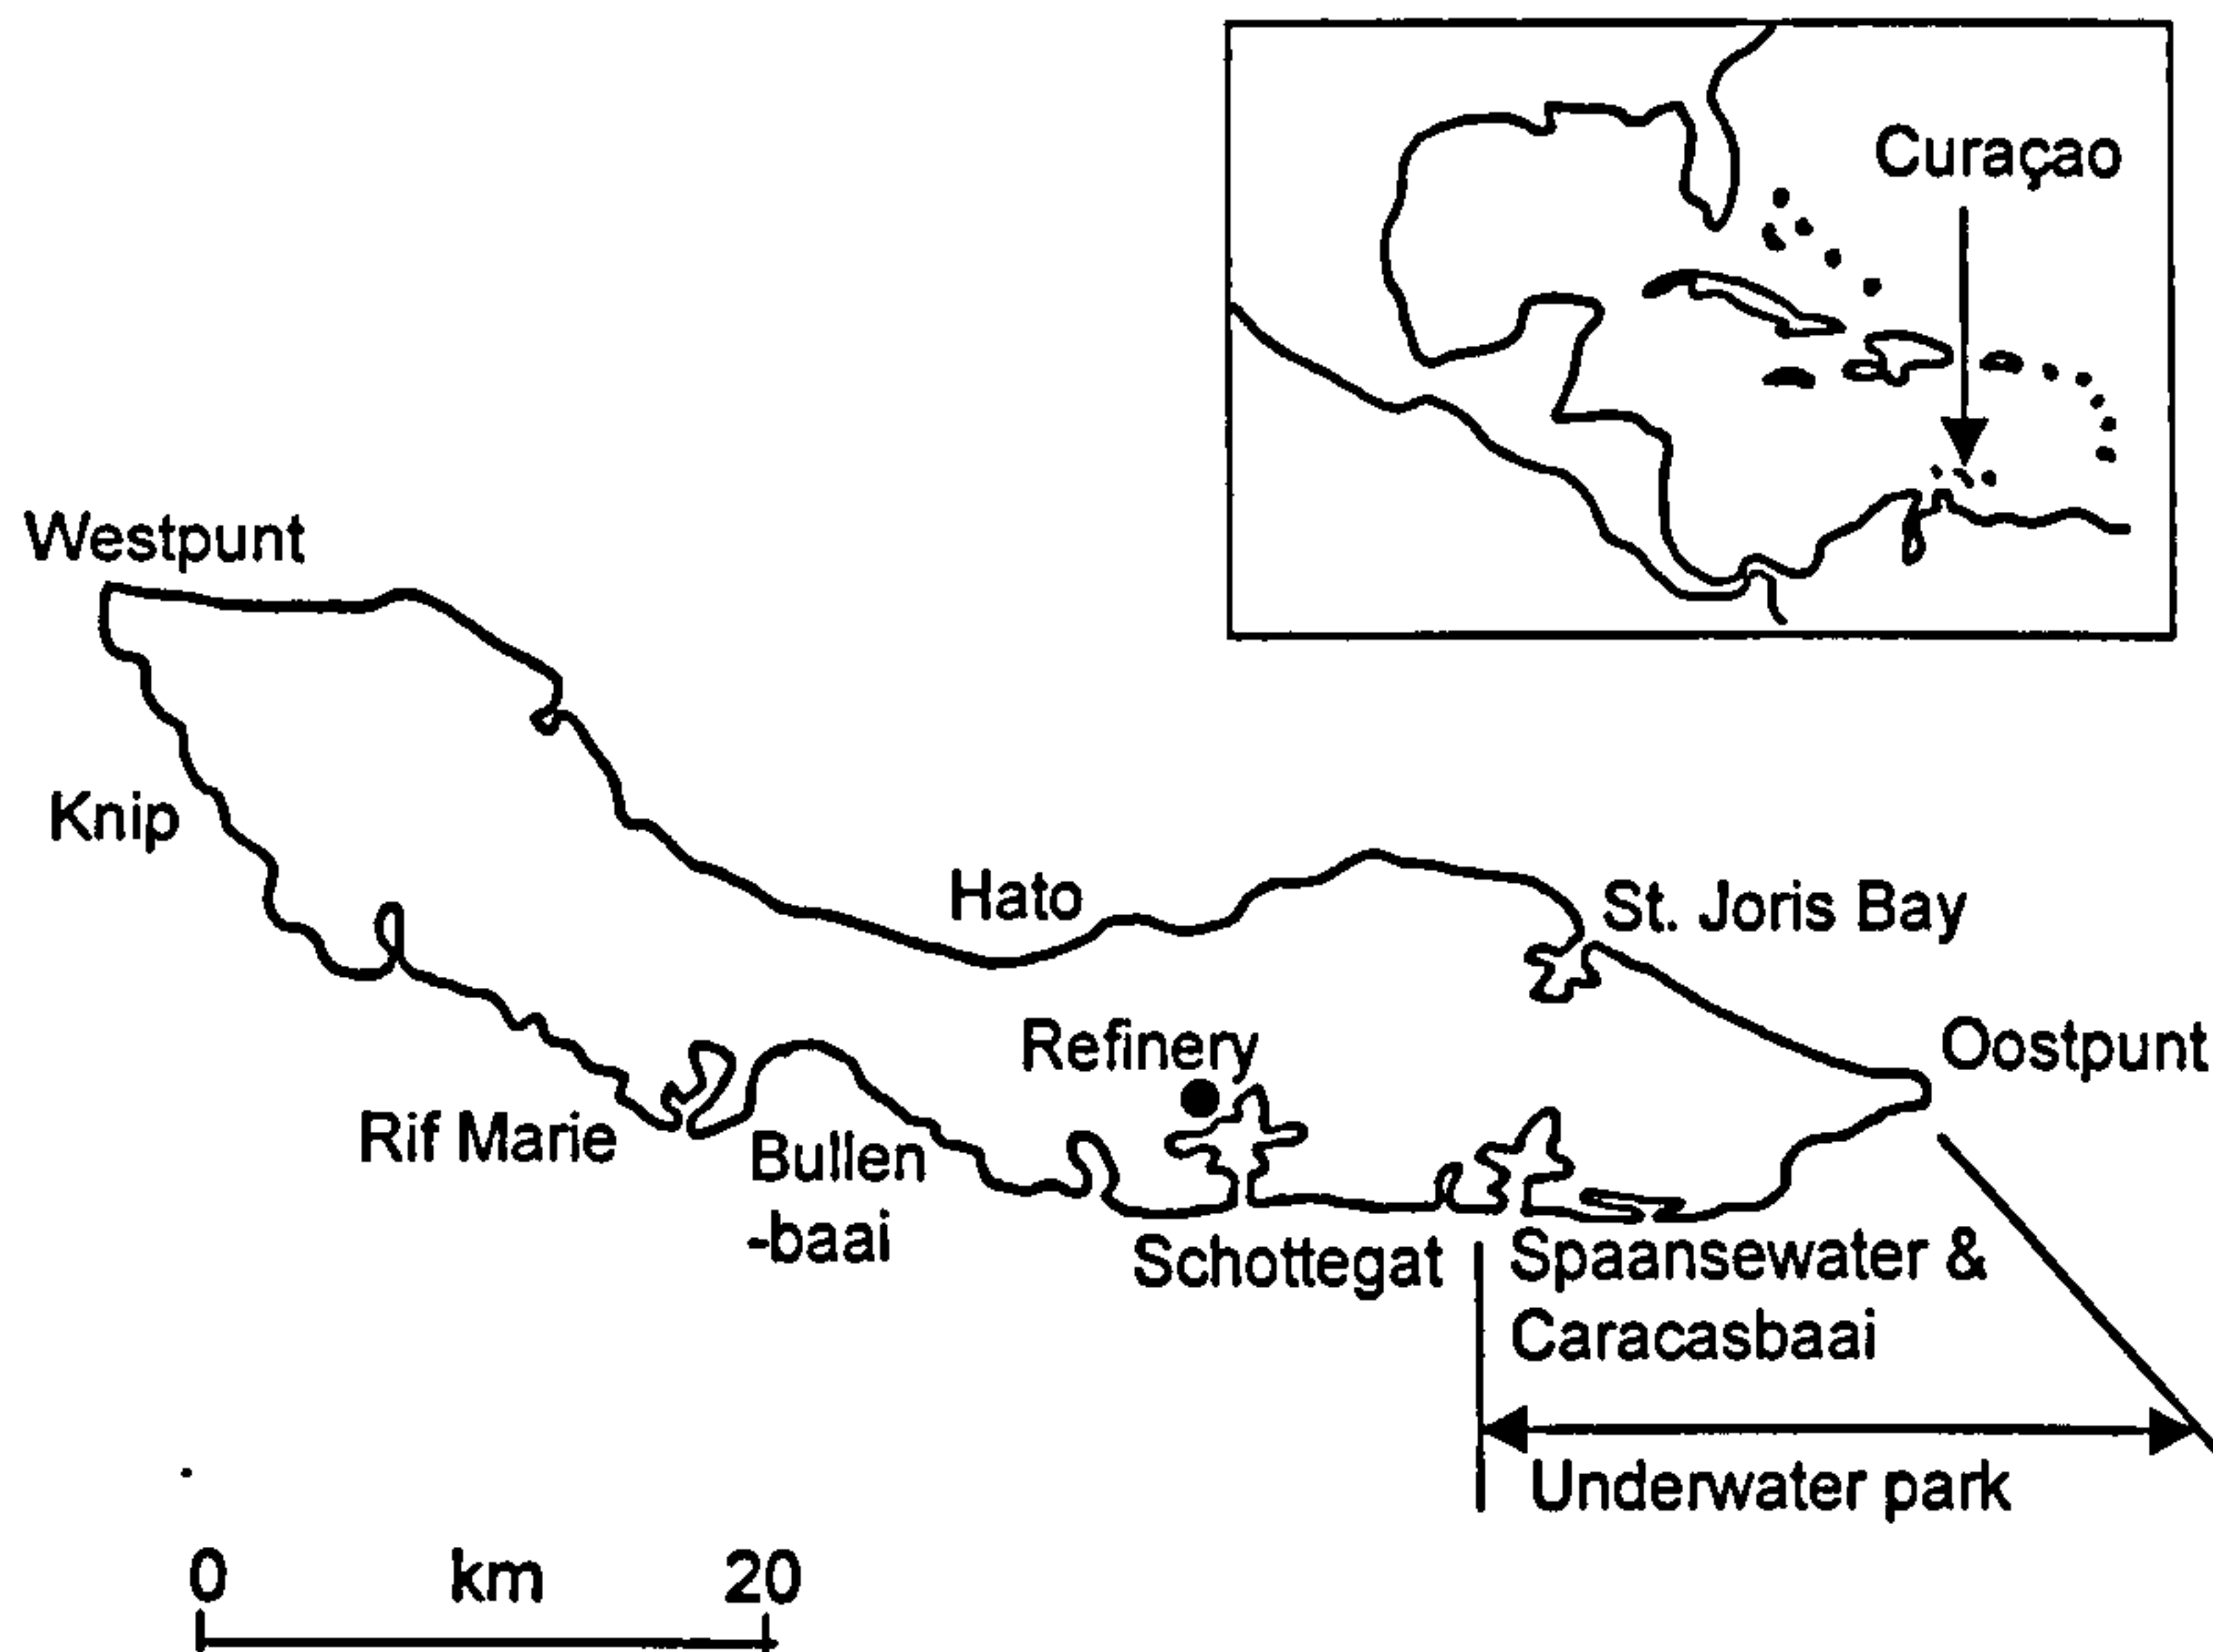 Curaçao
Westpunt
Knip
Hato
St. Joris Bay
Refinery
Oostpunt
Rif Marie
Bullen
-baai
Schottegat
Spaansewater &
Caracasbaai
Underwater park
0 km 20